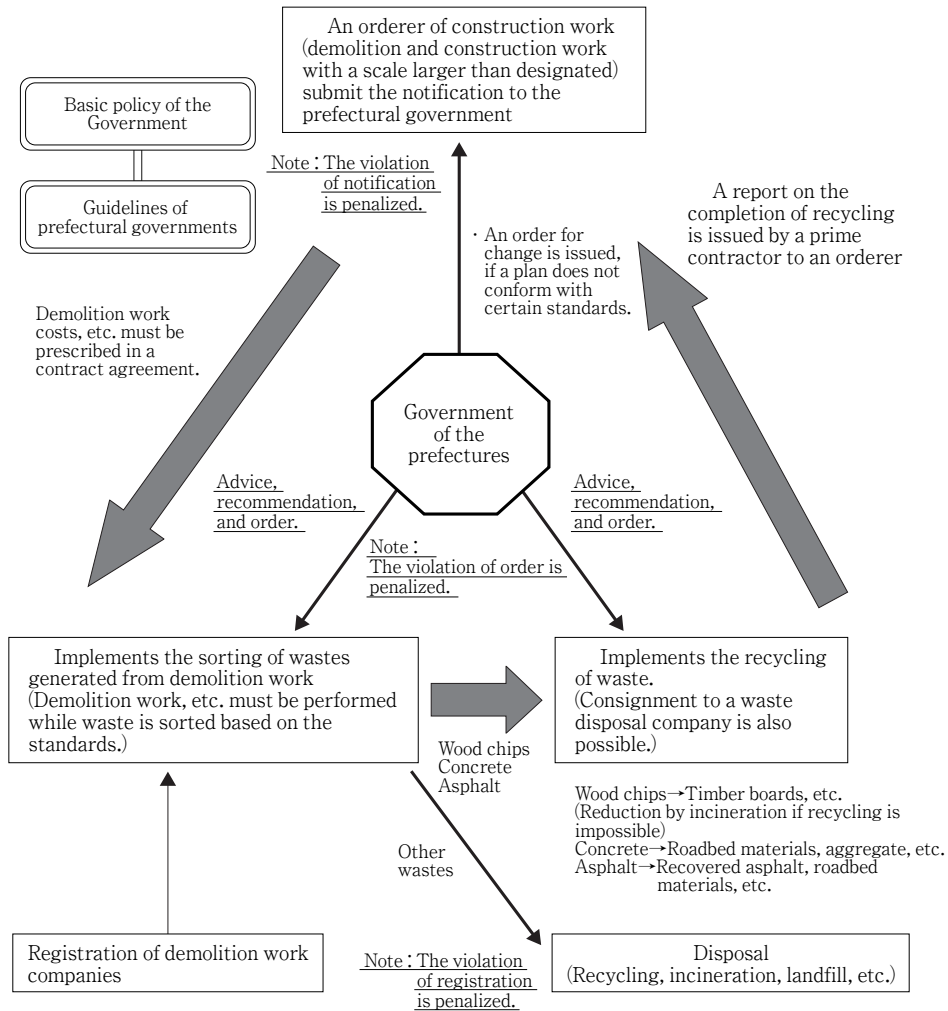 An orderer of construction work
(demolition and construction work
with a scale larger than designated)
submit the notification to the
prefectural government
Basic policy of the
Government
Guidelines of
prefectural governments
Note：The violation
of notification
is penalized.
・An order for
change is issued,
if a plan does not
conform with
certain standards.
A report on the
completion of recycling
is issued by a prime
contractor to an orderer
Demolition work
costs, etc. must be
prescribed in a
contract agreement.
Government
of the
prefectures
Advice,
recommendation,
and order.
Advice,
recommendation,
and order.
Note：
The violation of order is
penalized.
Implements the sorting of wastes
generated from demolition work
(Demolition work, etc. must be performed
while waste is sorted based on the
standards.)
Wood chips
Concrete
Asphalt
Implements the recycling
of waste.
(Consignment to a waste
disposal company is also
possible.)
Wood chips→Timber boards, etc.
(Reduction by incineration if recycling is
impossible)
Concrete→Roadbed materials, aggregate, etc.
Asphalt→Recovered asphalt, roadbed
materials, etc.
Other
wastes
Registration of demolition work
companies
Note：The violation
of registration
is penalized.
Disposal
(Recycling, incineration, landfill, etc.)